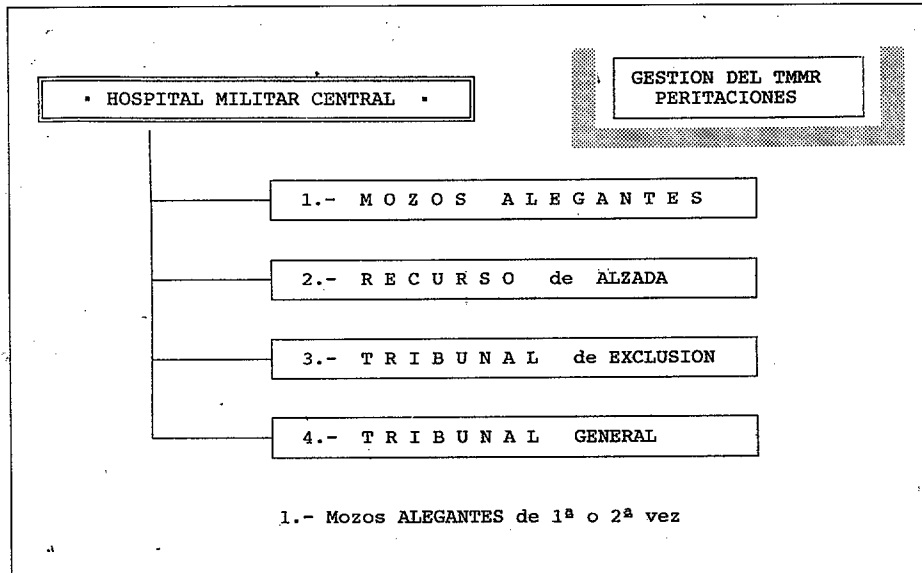 ▪ HOSPITAL MILITAR CENTRAL ▪
GESTION DEL TMMR
PERITACIONES
1.- M O Z O S A L E G A N T E S
2.- R E C U R S O de ALZADA
3.- T R I B U N A L de EXCLUSION
4.- T R I B U N A L GENERAL
1.- Mozos ALEGANTES de 1ª o 2ª vez